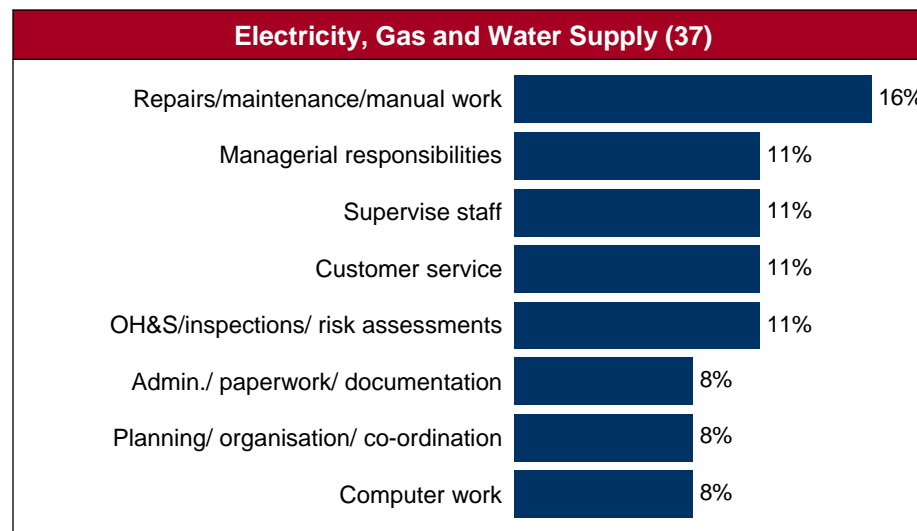 Electricity, Gas and Water Supply (37)
Repairs/maintenance/manual work 16%
Managerial responsibilities 11%
Supervise staff 11%
Customer service 11%
OH&S/inspections/ risk assessments 11%
Admin./ paperwork/ documentation 8%
Planning/ organisation/ co-ordination 8%
Computer work 8%